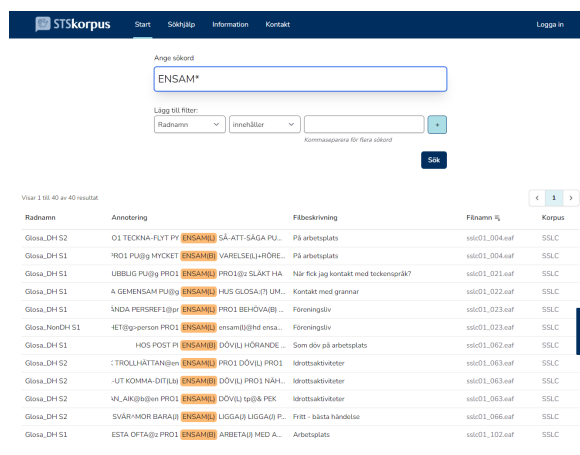 STSkorpus Start Sökhjälp Information Kontakt Logga in
Ange sökord
ENSAM*
Lägg till filter:
Radnamn innehåller +
Kommaseparera för flera sökord
Sök
Visar 1 till 40 av 40 resultat < 1 >
Radnamn Annotering Filbeskrivning Filnamn Korpus
Glosa_DH S2 O1 TECKNA-FLYT PY ENSAM(L) SÅ-ATT-SÄGA PU... På arbetsplats sslc01_004.eaf SSLC
Glosa_DH S1 PRO1 PU@g MYCKET ENSAM(B) VARELSE(L)+RÖRE... På arbetsplats sslc01_004.eaf SSLC
Glosa_DH S1 UBBLIG PU@g PRO1 ENSAM(L) PRO1@z SLÄKT HA När fick jag kontakt med teckenspråk? sslc01_021.eaf SSLC
Glosa_DH S1 A GEMENSAM PU@g ENSAM(L) HUS GLOSA:(?) UM... Kontakt med grannar sslc01_022.eaf SSLC
Glosa_DH S1 ÄNDA PERSREF1@pr ENSAM(L) PRO1 BEHÖVA(B) ... Föreningsliv sslc01_023.eaf SSLC
Glosa_NonDH S1 HET@g>person PRO1 ENSAM(L) ensam(l)@hd ensa... Föreningsliv sslc01_023.eaf SSLC
Glosa_DH S1 HOS POST PI ENSAM(B) DÖV(L) HÖRANDE ... Som döv på arbetsplats sslc01_062.eaf SSLC
Glosa_DH S2 TROLLHÄTTAN@en ENSAM(L) PRO1 DÖV(L) PRO1 Idrottsaktiviteter sslc01_063.eaf SSLC
Glosa_DH S2 -UT KOMMA-DIT(Lb) ENSAM(B) DÖV(L) PRO1 NÄH... Idrottsaktiviteter sslc01_063.eaf SSLC
Glosa_DH S2 N_AIK@b@en PRO1 ENSAM(L) DÖV(L) tp@& PEK Idrottsaktiviteter sslc01_063.eaf SSLC
Glosa_DH S2 SVÄR^MOR BARA(J) ENSAM(L) LIGGA(J) LIGGA(J) P... Fritt - bästa händelse sslc01_066.eaf SSLC
Glosa_DH S1 ESTA OFTA@z PRO1 ENSAM(B) ARBETA(J) MED A... Arbetsplats sslc01_102.eaf SSLC